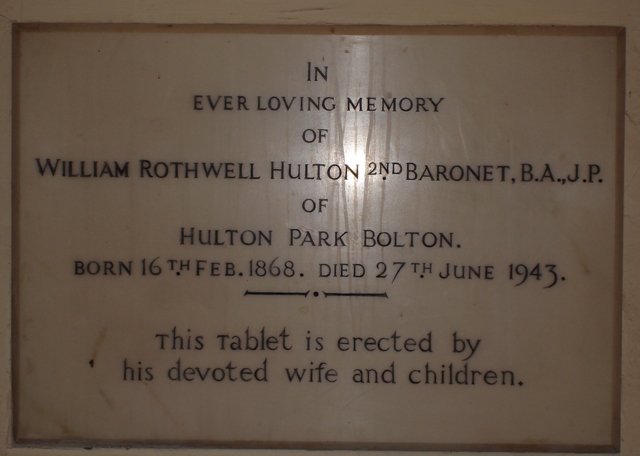 IN
EVER LOVING MEMORY
OF
WILLIAM ROTHWELL HULTON 2ND BARONET, B.A., J.P.
OF
HULTON PARK BOLTON.
BORN 16TH FEB. 1868. DIED 27TH JUNE 1943.
This Tablet is erected by
his devoted wife and children.